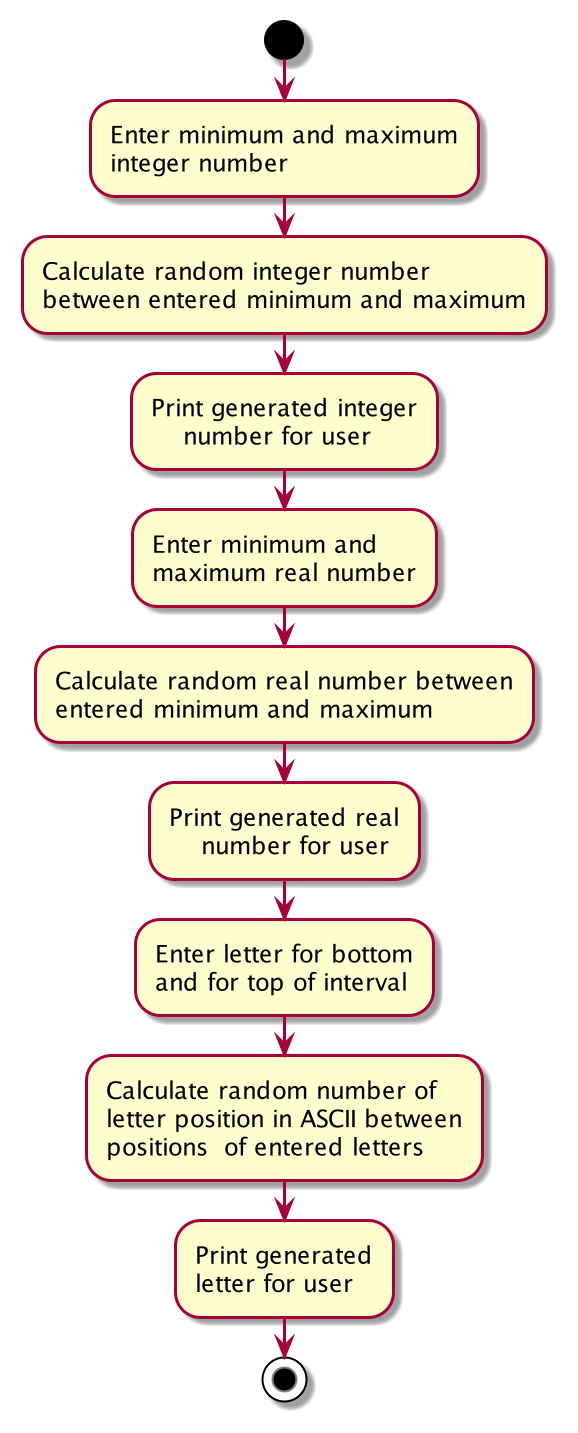 Enter minimum and maximum
integer number
Calculate random integer number
between entered minimum and maximum
Print generated integer
number for user
Enter minimum and
maximum real number
Calculate random real number between
entered minimum and maximum
Print generated real
number for user
Enter letter for bottom
and for top of interval
Calculate random number of
letter position in ASCII between
positions  of entered letters
Print generated
letter for user